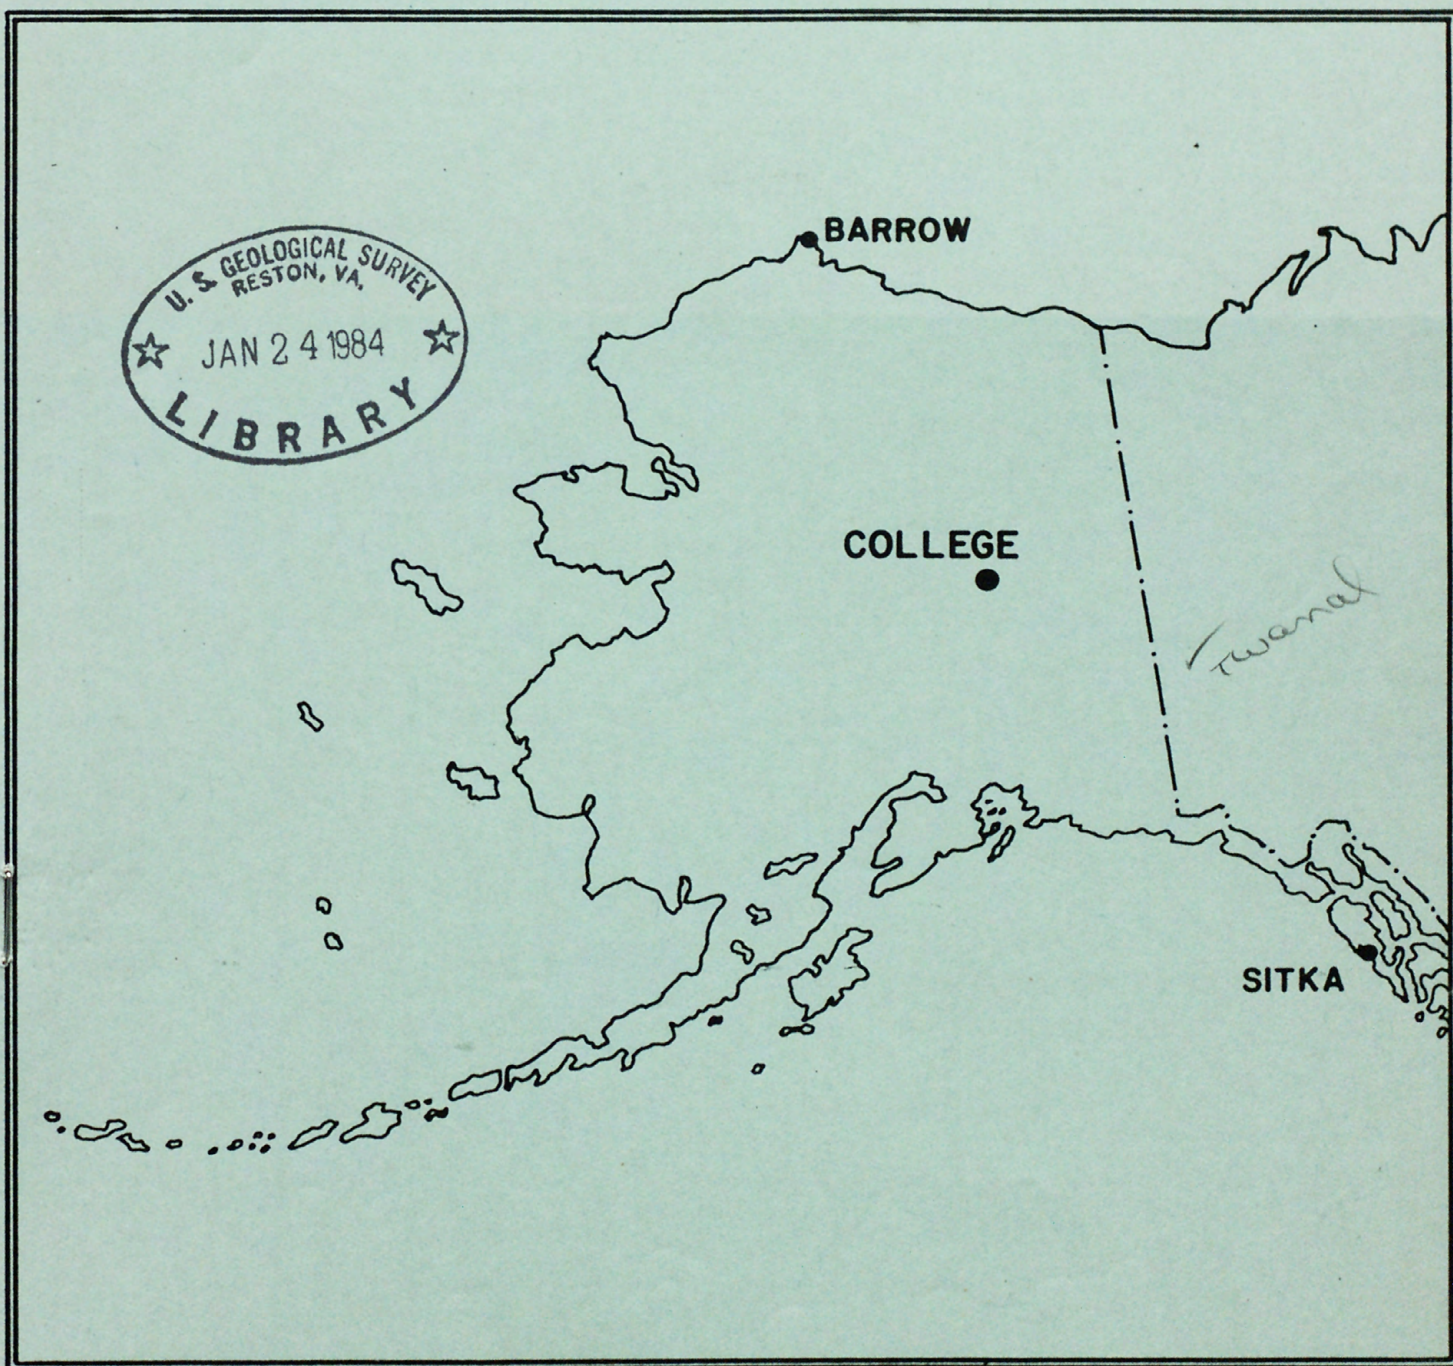 BARROW
U. S. GEOLOGICAL SURVEY
RESTON, VA.
JAN 24 1984
LIBRARY
COLLEGE
SITKA